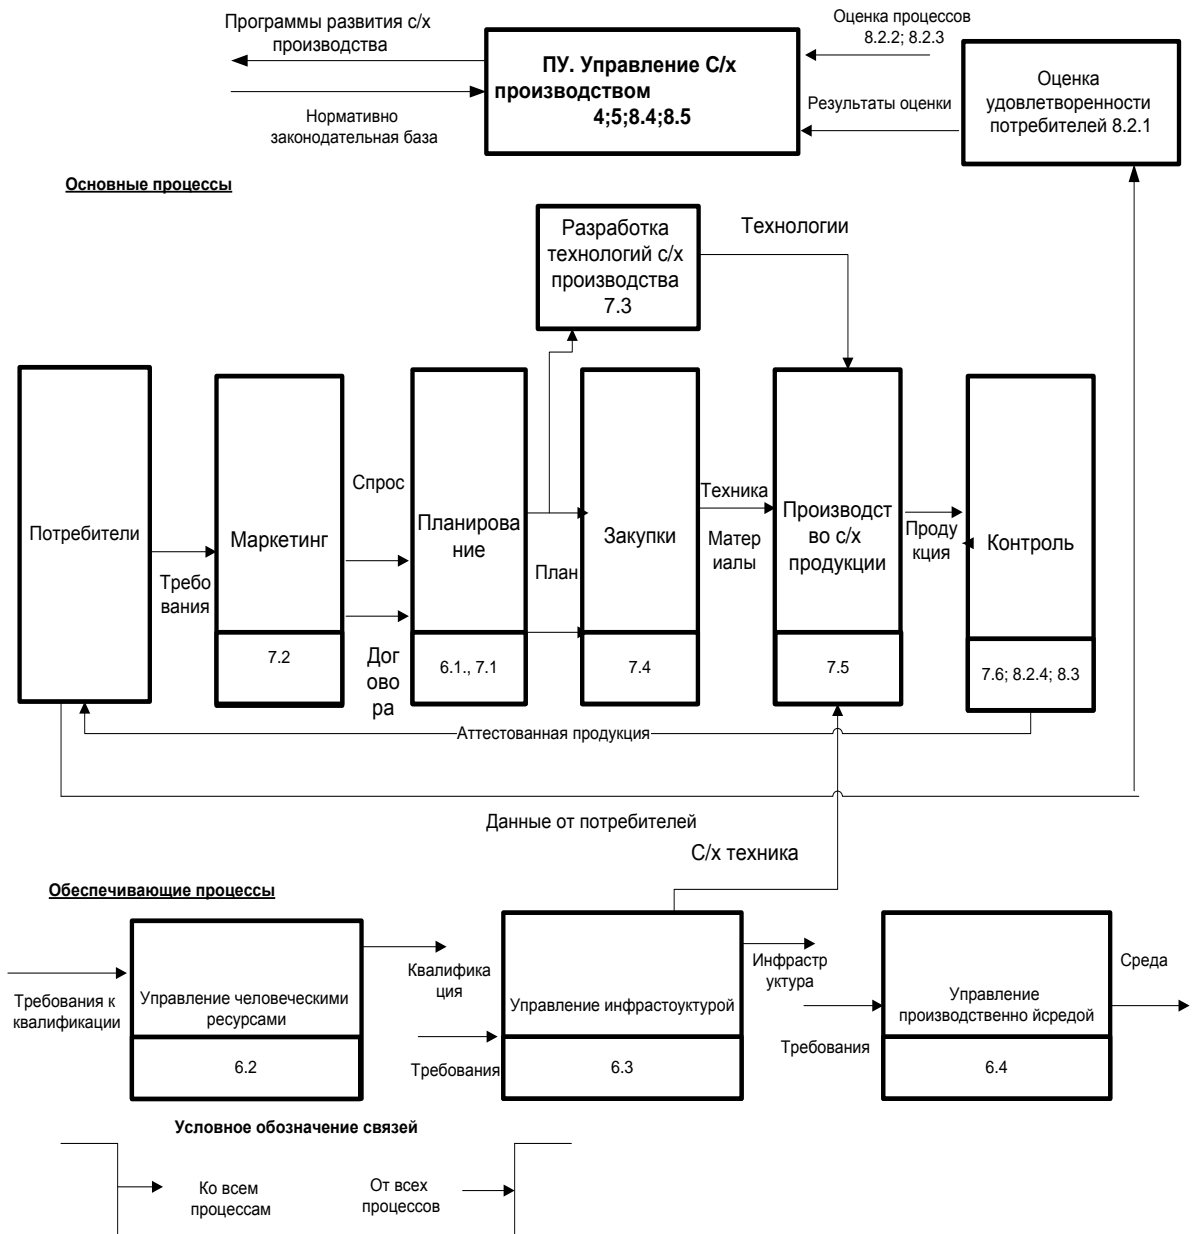 Программы развития с/х
производства
Оценка процессов
8.2.2; 8.2.3
ПУ. Управление С/х
производством
4;5;8.4;8.5
Оценка
удовлетворенности
потребителей 8.2.1
Результаты оценки
Нормативно
законодательная база
Основные процессы
Разработка
технологий с/х
производства
7.3
Технологии
Потребители
Требо
вания
Маркетинг
7.2
Спрос
Дог
ово
ра
Планирова
ние
6.1., 7.1
План
Закупки
7.4
Техника
Матер
иалы
Производст
во с/х
продукции
7.5
Проду
кция
Контроль
7.6; 8.2.4; 8.3
Аттестованная продукция
Данные от потребителей
С/х техника
Обеспечивающие процессы
Требования к
квалификации
Управление человеческими
ресурсами
6.2
Квалифика
ция
Требования
Управление инфрастоуктурой
6.3
Инфрастр
уктура
Требования
Управление
производственно йсредой
6.4
Среда
Условное обозначение связей
Ко всем
процессам
От всех
процессов